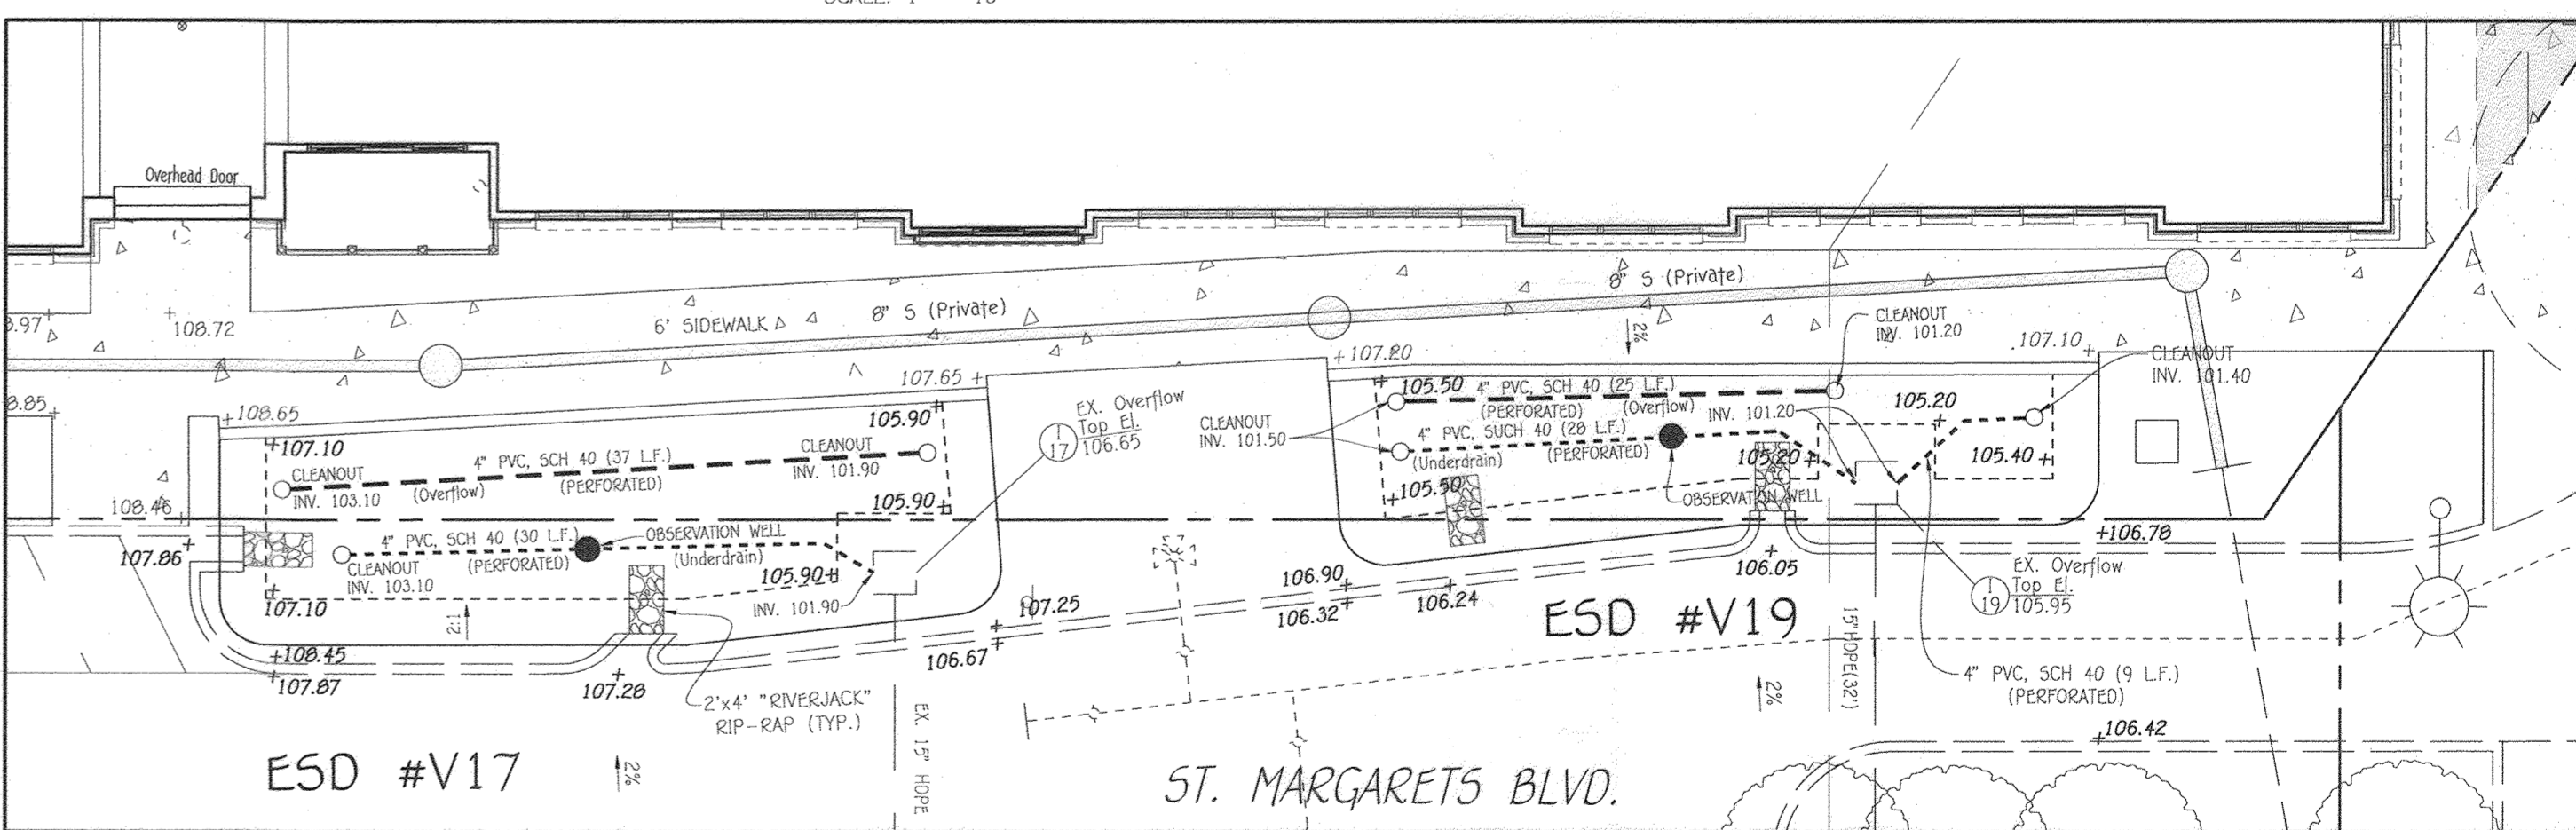 Overhead Door
108.72
6' SIDEWALK
8" S (Private)
8" S (Private)
2%
CLEANOUT
INV. 101.20
107.10
CLEANOUT
INV. 101.40
107.80
107.65
108.65
107.10
105.90
CLEANOUT
INV. 101.90
4" PVC, SCH 40 (37 L.F.)
(PERFORATED)
(Overflow)
CLEANOUT
INV. 103.10
EX. Overflow
Top El.
106.65
I
17
CLEANOUT
INV. 101.50
105.50
4" PVC, SCH 40 (25 L.F.)
(PERFORATED)
(Overflow)
INV. 101.20
105.20
4" PVC, SUCH 40 (28 L.F.)
(Underdrain)
(PERFORATED)
105.20
105.40
105.50
OBSERVATION WELL
108.46
105.90
107.86
4" PVC, SCH 40 (30 L.F.)
(PERFORATED)
OBSERVATION WELL
(Underdrain)
CLEANOUT
INV. 103.10
105.90
INV. 101.90
107.10
2:1
107.25
106.90
106.32
106.24
106.05
106.78
EX. Overflow
Top El.
105.95
I
19
ESD #V19
15" HDPE(32')
108.45
107.87
107.28
106.67
2'x4' "RIVERJACK"
RIP-RAP (TYP.)
4" PVC, SCH 40 (9 L.F.)
(PERFORATED)
2%
106.42
ESD #V17
2%
EX. 15" HDPE
ST. MARGARETS BLVD.